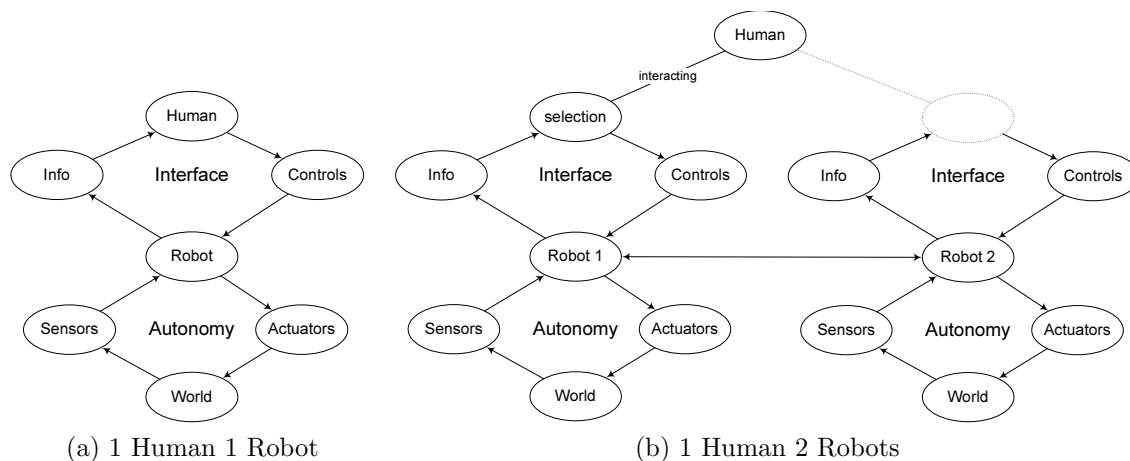 Human
Info
Interface
Controls
Robot
Sensors
Autonomy
Actuators
World
(a) 1 Human 1 Robot
Human
interacting
selection
Info
Interface
Controls
Robot 1
Sensors
Autonomy
Actuators
World
Info
Interface
Controls
Robot 2
Sensors
Autonomy
Actuators
World
(b) 1 Human 2 Robots